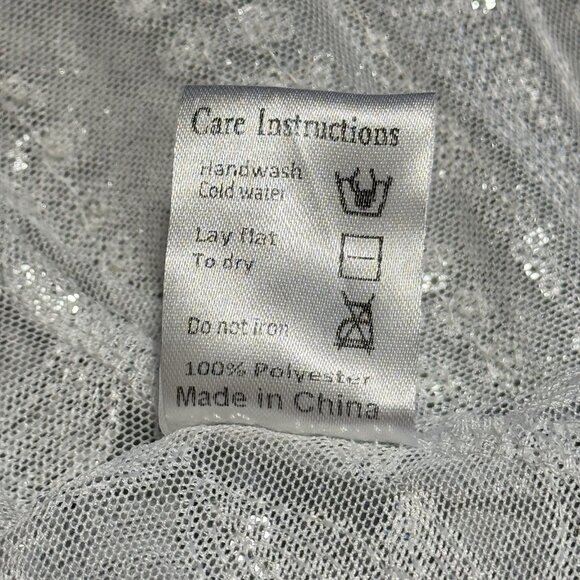 Care Instructions
Handwash
Cold water
Lay flat
To dry
Do not iron
100% Polyester
Made in China